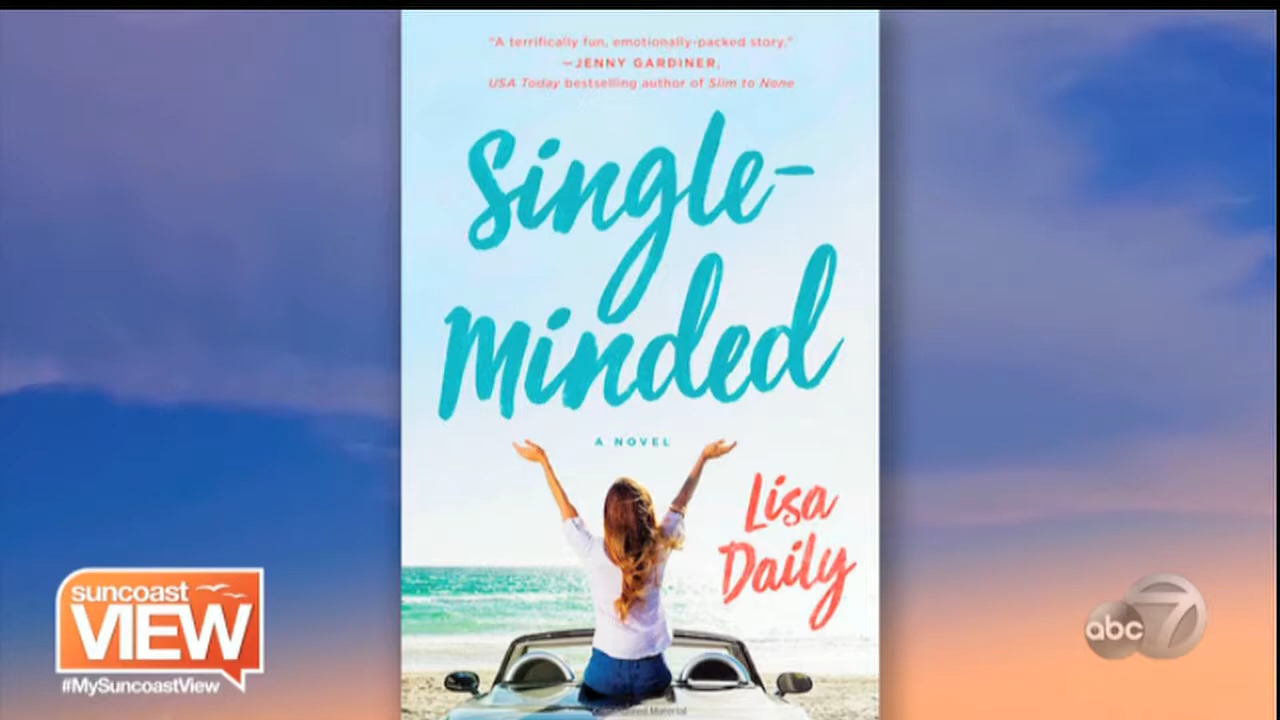 "A terrifically fun, emotionally-packed story."
—JENNY GARDINER,
USA Today bestselling author of Slim to None
Single-
Minded
A NOVEL
Lisa
Daily
suncoast
VIEW
#MySuncoastView
abc 7
Material